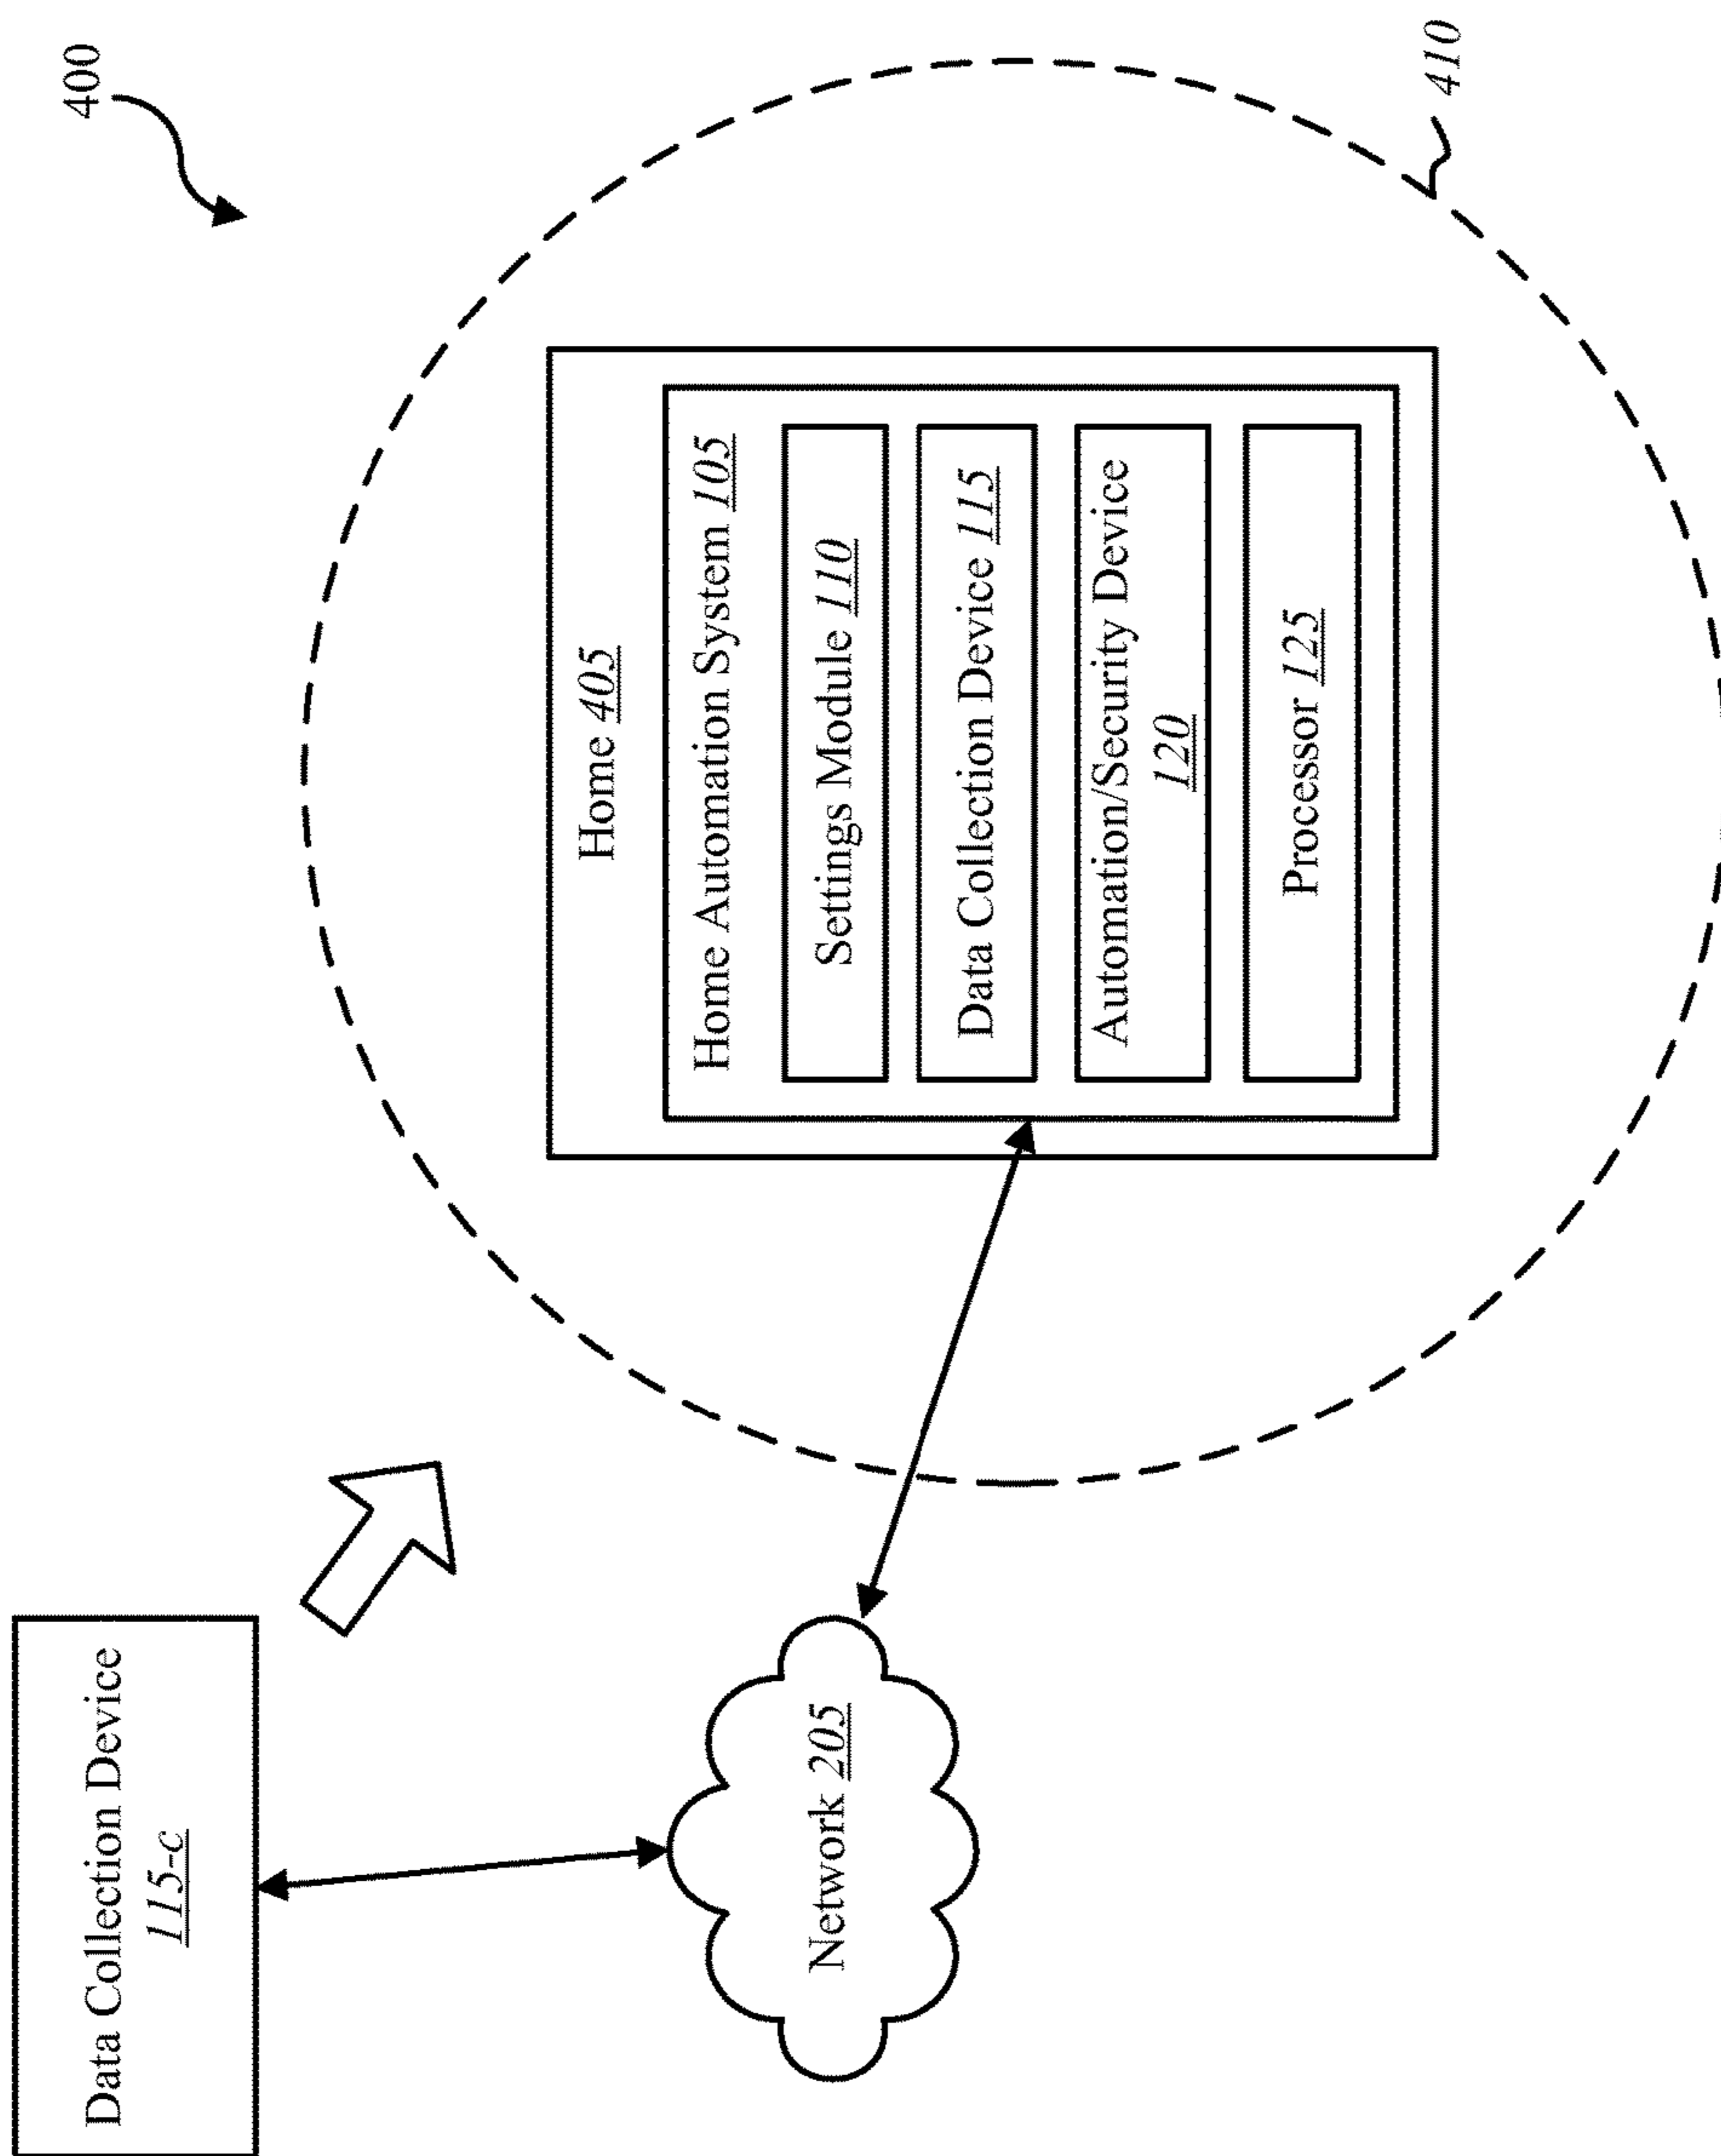 400
Data Collection Device
115-c
Network 205
Home 405
Home Automation System 105
Settings Module 110
Data Collection Device 115
Automation/Security Device
120
Processor 125
410